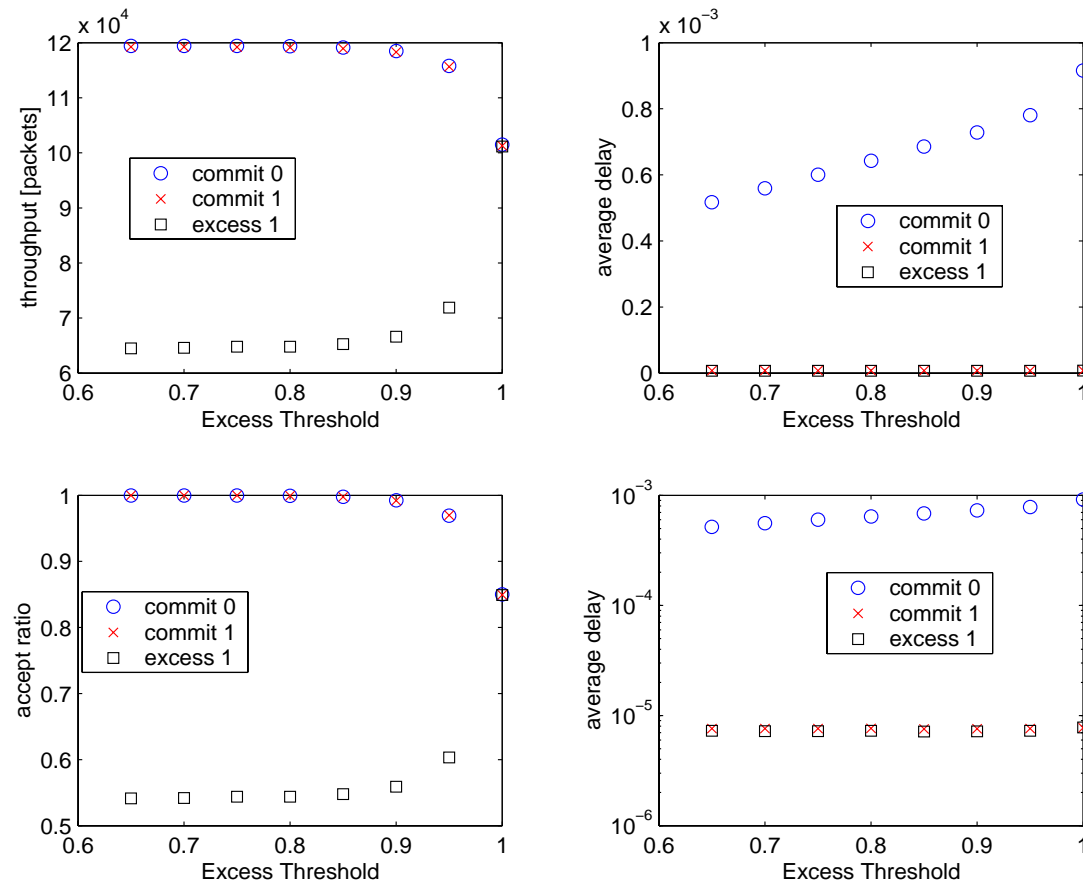 x 10^4
12
11
10
9
8
7
6
throughput [packets]
commit 0
commit 1
excess 1
0.6 0.7 0.8 0.9 1
Excess Threshold
x 10^-3
1
0.8
0.6
0.4
0.2
0
average delay
commit 0
commit 1
excess 1
0.6 0.7 0.8 0.9 1
Excess Threshold
1
0.9
0.8
0.7
0.6
0.5
accept ratio
commit 0
commit 1
excess 1
0.6 0.7 0.8 0.9 1
Excess Threshold
10^-3
10^-4
10^-5
10^-6
average delay
commit 0
commit 1
excess 1
0.6 0.7 0.8 0.9 1
Excess Threshold